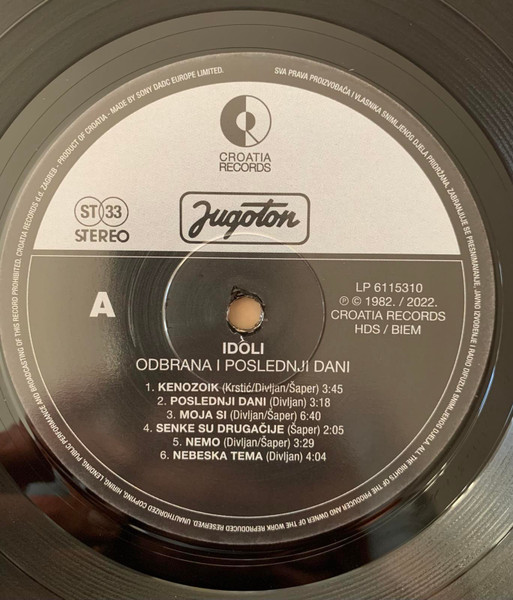 CROATIA RECORDS d.d. ZAGREB - PRODUCT OF CROATIA - MADE BY SONY DADC EUROPE LIMITED.
SVA PRAVA PROIZVOĐAČA I VLASNIKA SNIMLJENOG DJELA PRIDRŽANA. ZABRANJUJE SE PRESNIMAVANJE, JAVNO IZVOĐENJE I RADIO DIFUZIJA SNIMLJENOG DJELA.
CROATIA
RECORDS
ST 33
STEREO
Jugoton
A
LP 6115310
℗ © 1982. / 2022.
CROATIA RECORDS
HDS / BIEM
IDOLI
ODBRANA I POSLEDNJI DANI
1. KENOZOIK (Krstić/Divljan/Šaper) 3:45
2. POSLEDNJI DANI (Divljan) 3:18
3. MOJA SI (Divljan/Šaper) 6:40
4. SENKE SU DRUGAČIJE (Šaper) 2:05
5. NEMO (Divljan/Šaper) 3:29
6. NEBESKA TEMA (Divljan) 4:04
ALL THE RIGHTS OF THE PRODUCER AND OWNER OF THE WORK REPRODUCED RESERVED. UNAUTHORIZED COPYING, HIRING, LENDING, PUBLIC PERFORMANCE AND BROADCASTING OF THIS RECORD PROHIBITED.